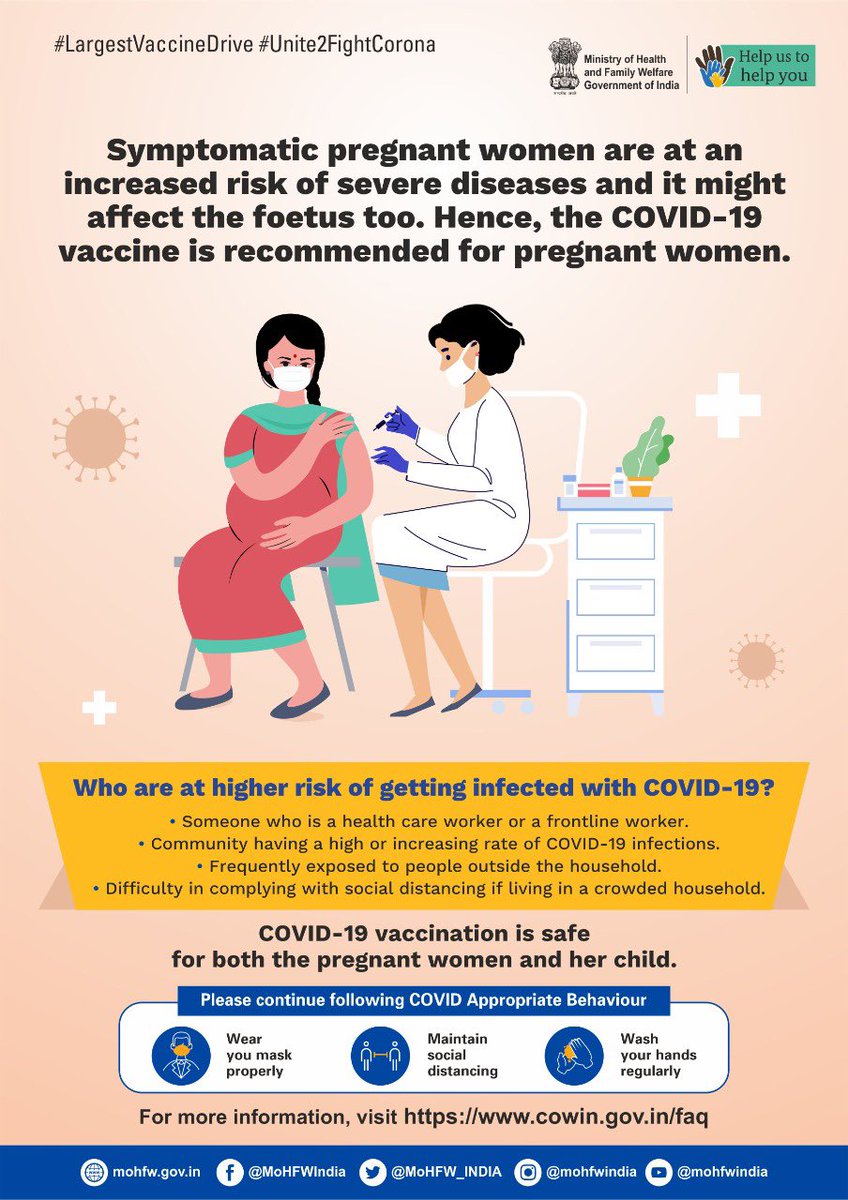 #LargestVaccineDrive #Unite2FightCorona
Ministry of Health
and Family Welfare
Government of India
Help us to
help you
Symptomatic pregnant women are at an
increased risk of severe diseases and it might
affect the foetus too. Hence, the COVID-19
vaccine is recommended for pregnant women.
Who are at higher risk of getting infected with COVID-19?
• Someone who is a health care worker or a frontline worker.
• Community having a high or increasing rate of COVID-19 infections.
• Frequently exposed to people outside the household.
• Difficulty in complying with social distancing if living in a crowded household.
COVID-19 vaccination is safe
for both the pregnant women and her child.
Please continue following COVID Appropriate Behaviour
Wear
you mask
properly
Maintain
social
distancing
Wash
your hands
regularly
For more information, visit https://www.cowin.gov.in/faq
mohfw.gov.in @MoHFWIndia @MoHFW_INDIA @mohfwindia @mohfwindia